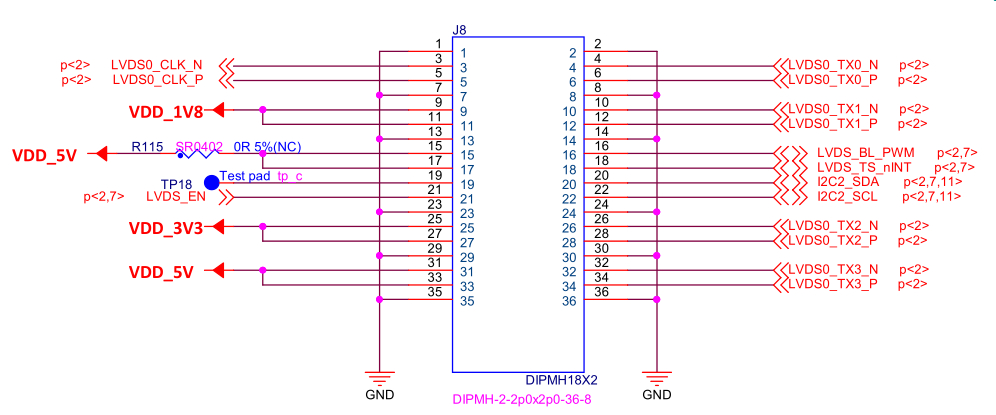 J8
1 1 2 2
LVDS0_CLK_N p<2> 3 3 4 4 LVDS0_TX0_N p<2>
p<2> LVDS0_CLK_P 5 5 6 6 LVDS0_TX0_P p<2>
7 7 8 8
VDD_1V8 9 9 10 10 LVDS0_TX1_N p<2>
11 11 12 12 LVDS0_TX1_P p<2>
13 13 14 14
VDD_5V R115 SR0402 0R 5%(NC) 15 15 16 16 LVDS_BL_PWM p<2,7>
17 17 18 18 LVDS_TS_nINT p<2,7>
TP18 Test pad tp_c 19 19 20 20 I2C2_SDA p<2,7,11>
p<2,7> LVDS_EN 21 21 22 22 I2C2_SCL p<2,7,11>
23 23 24 24
VDD_3V3 25 25 26 26 LVDS0_TX2_N p<2>
27 27 28 28 LVDS0_TX2_P p<2>
29 29 30 30
VDD_5V 31 31 32 32 LVDS0_TX3_N p<2>
33 33 34 34 LVDS0_TX3_P p<2>
35 35 36 36
GND GND
DIPMH18X2
DIPMH-2-2p0x2p0-36-8